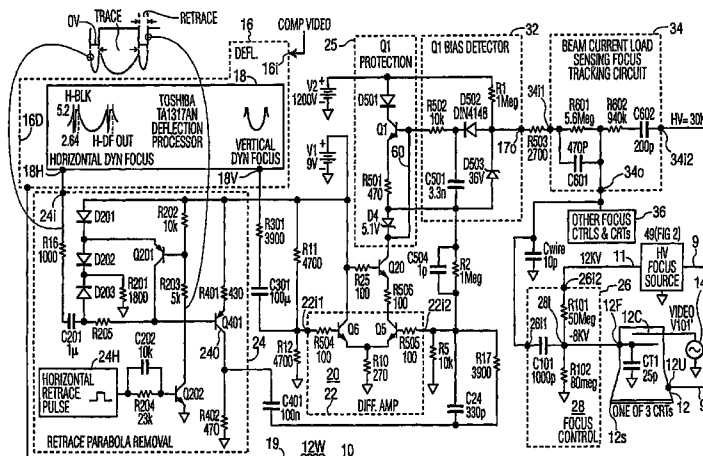 0V
TRACE
RETRACE
16
COMP VIDEO
DEFL.
16i
18
16D
H-BLK
5.2
2.64
H-DF OUT
TOSHIBA
TA1317AN
DEFLECTION
PROCESSOR
VERTICAL
DYN FOCUS
18H
HORIZONTAL DYN FOCUS
18V
25
Q1
PROTECTION
V2
1200V
V1
9V
D501
Q1
R501
470
D4
5.1V
60
Q1 BIAS DETECTOR
32
R502
10k
D502
DIN4148
R1
1Meg
D503
36V
C501
3.3n
17o
R503
2700
BEAM CURRENT LOAD
SENSING FOCUS
TRACKING CIRCUIT
34
34i1
R601
5.6Meg
R602
940k
C602
200p
HV=30K
34i2
470P
C601
34o
OTHER FOCUS
CTRLS & CRTs
36
24i
R16
1000
D201
D202
D203
R202
10k
Q201
R203
5k
R201
1800
R401
430
C201
1µ
R205
Q401
24O
24
24H
HORIZONTAL
RETRACE
PULSE
C202
10k
R204
23k
Q202
R402
470
C401
100n
RETRACE PARABOLA REMOVAL
R301
3900
C301
100µ
R11
4700
R12
4700
22i1
R25
100
Q20
R506
100
22I2
R504
100
Q6
Q5
R505
100
R10
270
20
22
DIFF. AMP
C504
1p
R2
1Meg
R5
10k
R17
3900
C24
330p
Cwire
10p
49(FIG 2)
12KV
11
HV
FOCUS
SOURCE
9
26I2
26
R101
50Meg
26I1
28I
~8KV
C101
1000p
R102
80meg
28
FOCUS
CONTROL
12F
12C
CT1
25p
VIDEO
V101'
14
12U
12
9
ONE OF 3 CRTs
12s
19
12W
10